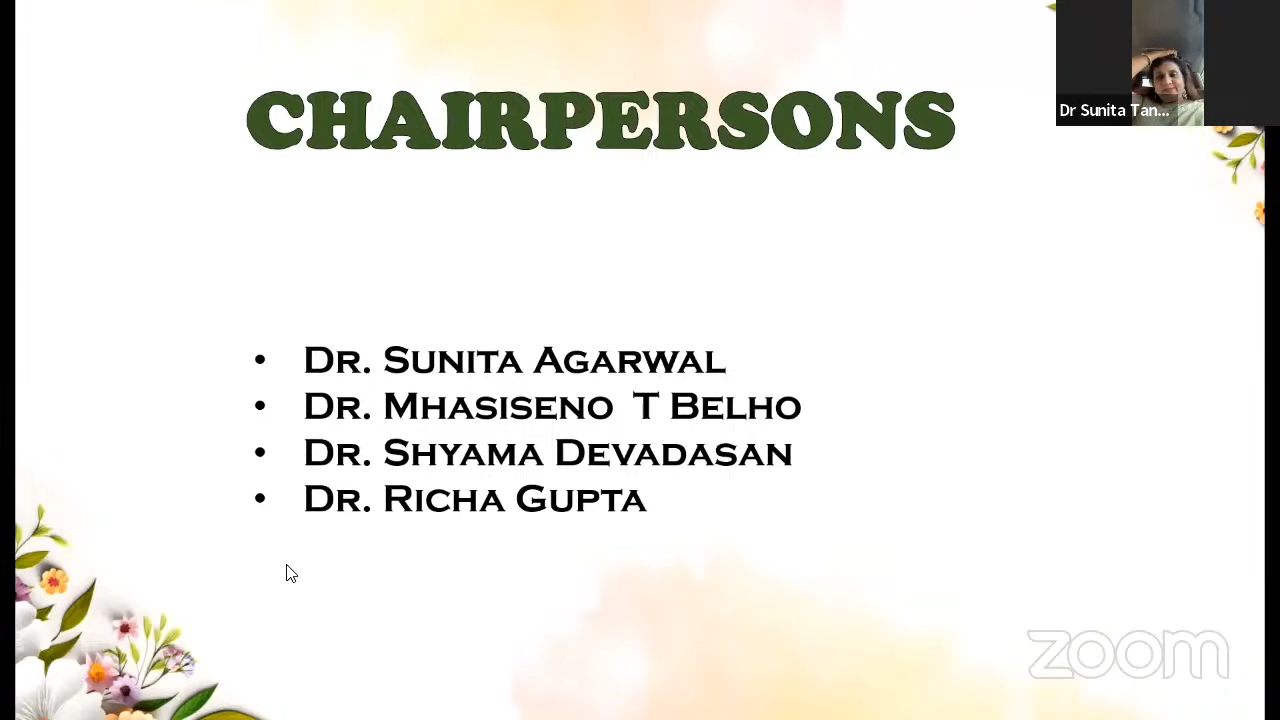 CHAIRPERSONS
Dr Sunita Tan...
• DR. SUNITA AGARWAL
• DR. MHASISENO T BELHO
• DR. SHYAMA DEVADASAN
• DR. RICHA GUPTA
zoom